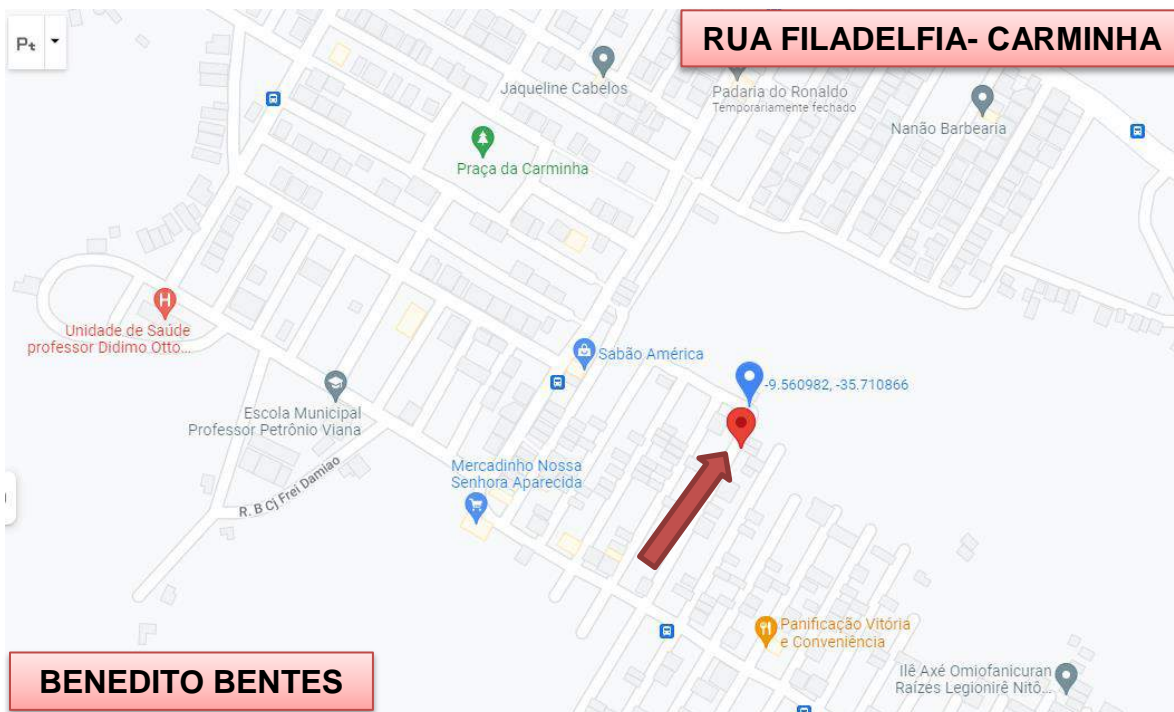 RUA FILADELFIA- CARMINHA
Pt
Jaqueline Cabelos
Padaria do Ronaldo
Temporariamente fechado
Nanão Barbearia
Praça da Carminha
Unidade de Saúde
professor Didimo Otto...
Sabão América
-9.560982, -35.710866
Escola Municipal
Professor Petrônio Viana
Mercadinho Nossa
Senhora Aparecida
R. B Cj Frei Damiao
Panificação Vitória
e Conveniência
Ilê Axé Omiofanicuran
Raízes Legionirê Nitô...
BENEDITO BENTES